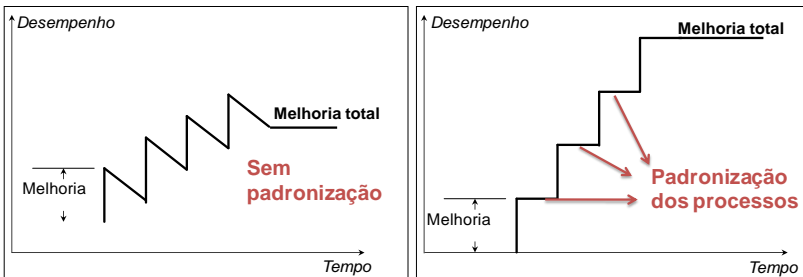 Desempenho
Melhoria total
Sem
padronização
Melhoria
Tempo
Desempenho
Melhoria total
Padronização
dos processos
Melhoria
Tempo